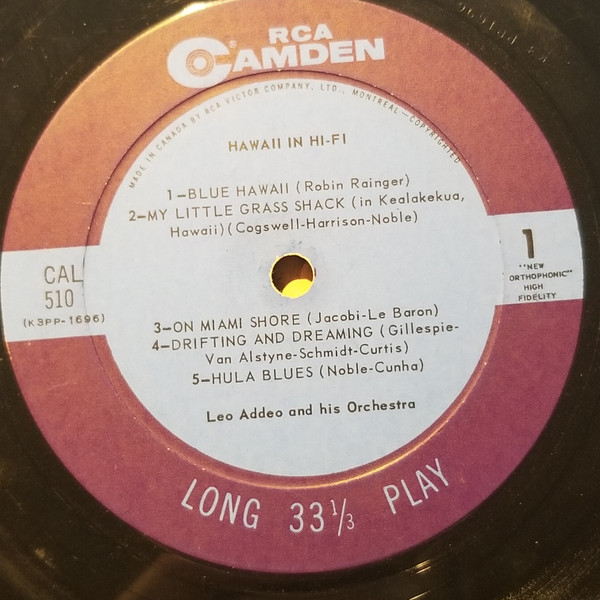 RCA
CAMDEN
®
MADE IN CANADA BY RCA VICTOR COMPANY, LTD., MONTREAL—COPYRIGHTED
HAWAII IN HI-FI
1—BLUE HAWAII (Robin Rainger)
2—MY LITTLE GRASS SHACK (in Kealakekua,
Hawaii)(Cogswell-Harrison-Noble)
CAL
510
(K3PP-1696)
1
"NEW
ORTHOPHONIC"
HIGH
FIDELITY
3—ON MIAMI SHORE (Jacobi-Le Baron)
4—DRIFTING AND DREAMING (Gillespie-
Van Alstyne-Schmidt-Curtis)
5—HULA BLUES (Noble-Cunha)
Leo Addeo and his Orchestra
LONG 33 1/3 PLAY